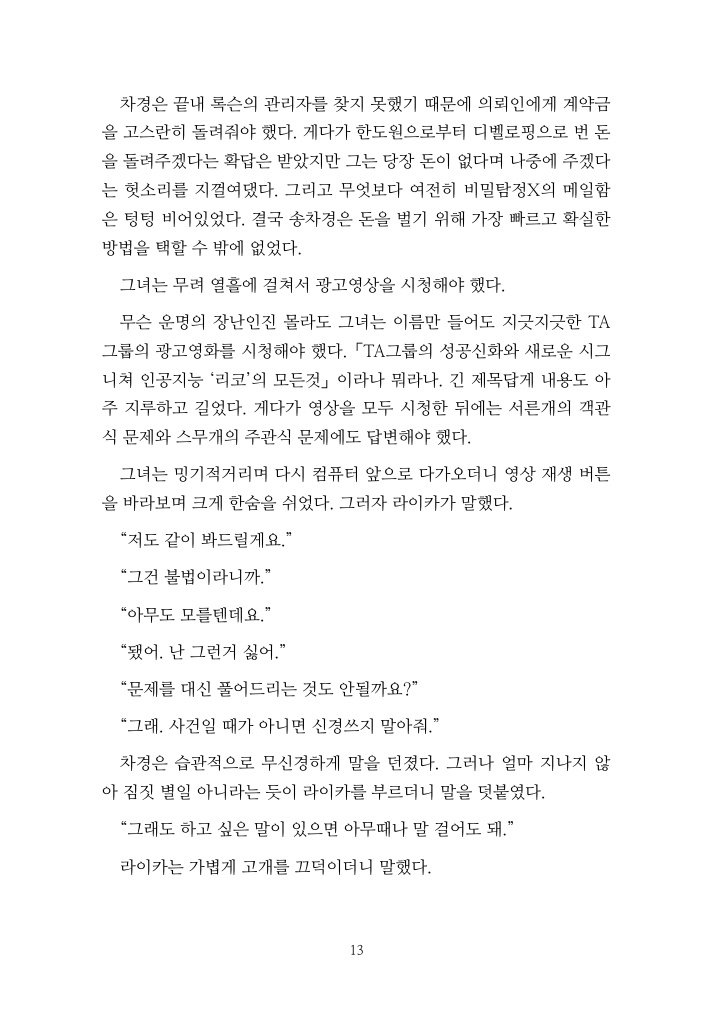 차경은 끝내 록슨의 관리자를 찾지 못했기 때문에 의뢰인에게 계약금
을 고스란히 돌려줘야 했다. 게다가 한도원으로부터 디벨로핑으로 번 돈
을 돌려주겠다는 확답은 받았지만 그는 당장 돈이 없다며 나중에 주겠다
는 헛소리를 지껄여댔다. 그리고 무엇보다 여전히 비밀탐정X의 메일함
은 텅텅 비어있었다. 결국 송차경은 돈을 벌기 위해 가장 빠르고 확실한
방법을 택할 수 밖에 없었다.
그녀는 무려 열흘에 걸쳐서 광고영상을 시청해야 했다.
무슨 운명의 장난인진 몰라도 그녀는 이름만 들어도 지긋지긋한 TA
그룹의 광고영화를 시청해야 했다.「TA그룹의 성공신화와 새로운 시그
니쳐 인공지능 ‘리코’의 모든것」이라나 뭐라나. 긴 제목답게 내용도 아
주 지루하고 길었다. 게다가 영상을 모두 시청한 뒤에는 서른개의 객관
식 문제와 스무개의 주관식 문제에도 답변해야 했다.
그녀는 밍기적거리며 다시 컴퓨터 앞으로 다가오더니 영상 재생 버튼
을 바라보며 크게 한숨을 쉬었다. 그러자 라이카가 말했다.
“저도 같이 봐드릴게요.”
“그건 불법이라니까.”
“아무도 모를텐데요.”
“됐어. 난 그런거 싫어.”
“문제를 대신 풀어드리는 것도 안될까요?”
“그래. 사건일 때가 아니면 신경쓰지 말아줘.”
차경은 습관적으로 무신경하게 말을 던졌다. 그러나 얼마 지나지 않
아 짐짓 별일 아니라는 듯이 라이카를 부르더니 말을 덧붙였다.
“그래도 하고 싶은 말이 있으면 아무때나 말 걸어도 돼.”
라이카는 가볍게 고개를 끄덕이더니 말했다.
13